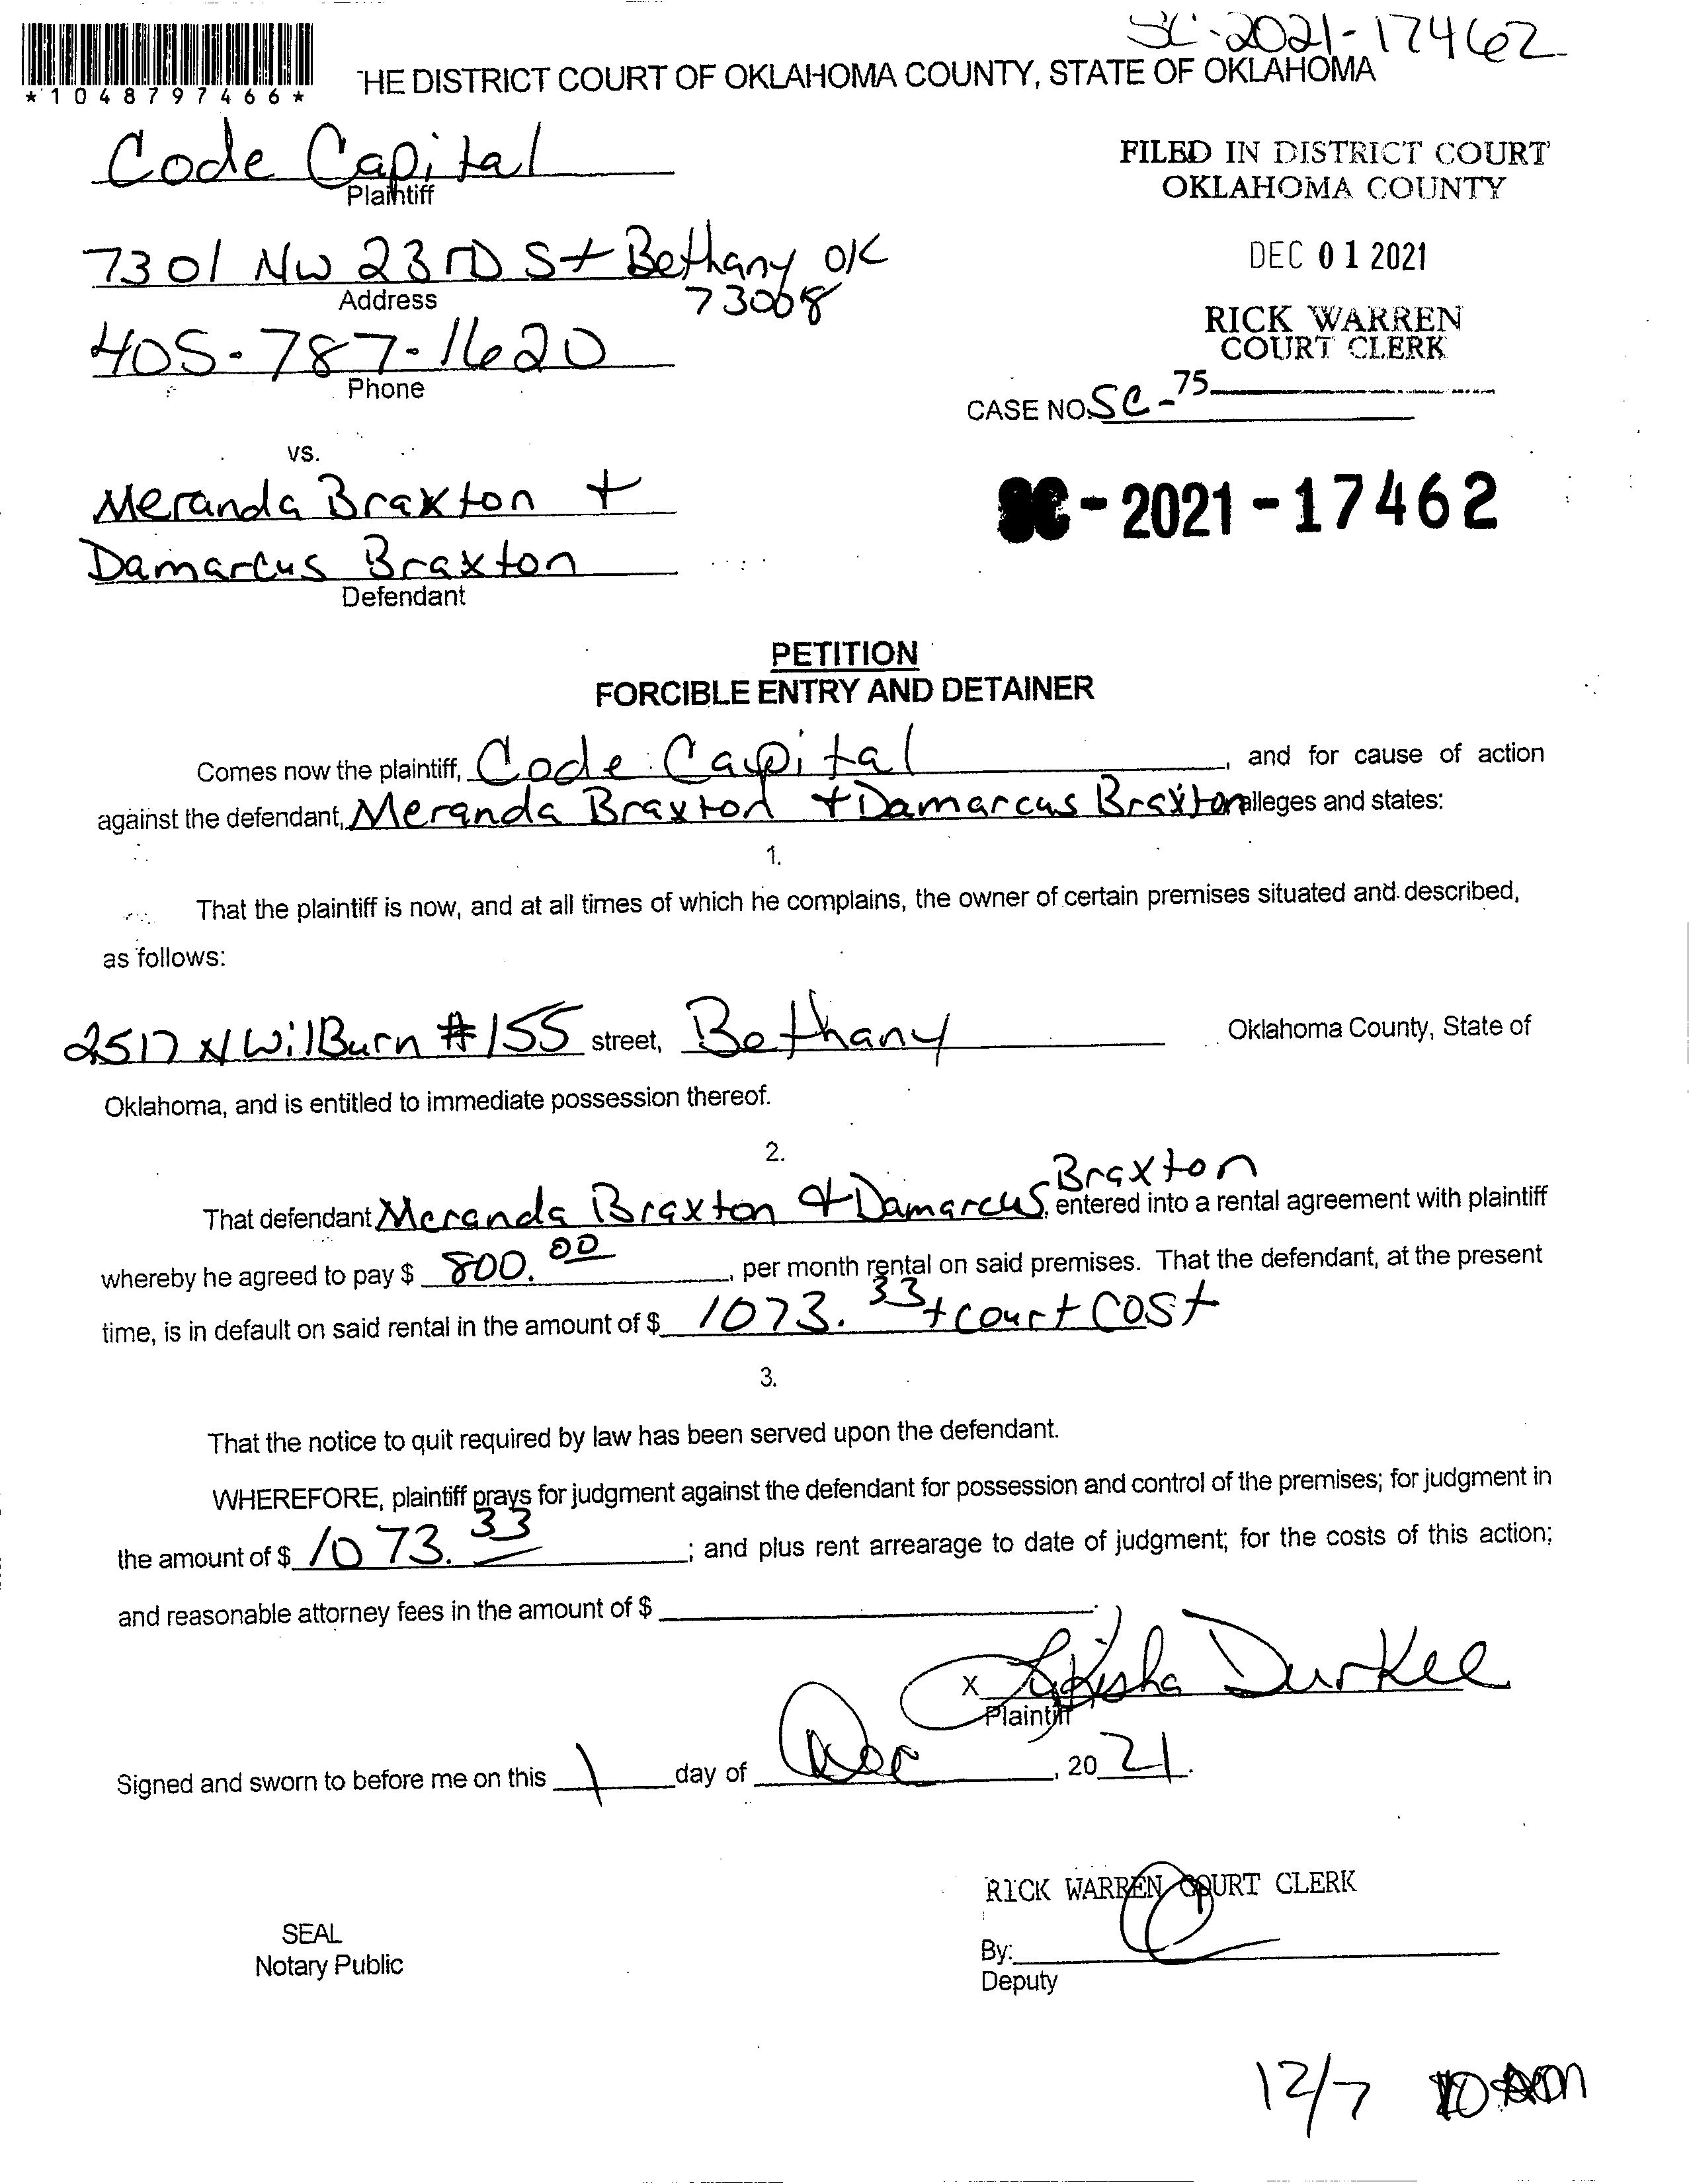 SC-2021-17462
*1048797466*
HE DISTRICT COURT OF OKLAHOMA COUNTY, STATE OF OKLAHOMA
Code Capital
Plaintiff
FILED IN DISTRICT COURT
OKLAHOMA COUNTY
7301 NW 23RD St Bethany OK
73008
Address
DEC 01 2021
405-787-1620
Phone
RICK WARREN
COURT CLERK
75
CASE NO. SC-
vs.
Meranda Braxton +
Damarcus Braxton
Defendant
SC-2021-17462
PETITION
FORCIBLE ENTRY AND DETAINER
Comes now the plaintiff, Code Capital, and for cause of action
against the defendant, Meranda Braxton + Damarcus Braxton alleges and states:
1.
That the plaintiff is now, and at all times of which he complains, the owner of certain premises situated and described,
as follows:
2517 N WilBurn #155 street, Bethany Oklahoma County, State of
Oklahoma, and is entitled to immediate possession thereof.
2.
That defendant Meranda Braxton + Damarcus Braxton, entered into a rental agreement with plaintiff
whereby he agreed to pay $ 800.00, per month rental on said premises. That the defendant, at the present
time, is in default on said rental in the amount of $ 1073.33 + court cost
3.
That the notice to quit required by law has been served upon the defendant.
WHEREFORE, plaintiff prays for judgment against the defendant for possession and control of the premises; for judgment in
the amount of $ 1073.33; and plus rent arrearage to date of judgment; for the costs of this action;
and reasonable attorney fees in the amount of $
X Lakisha Durkee
Plaintiff
Signed and sworn to before me on this 1 day of Dec, 2021.
RICK WARREN COURT CLERK
SEAL
Notary Public
By:
Deputy
12/7 10